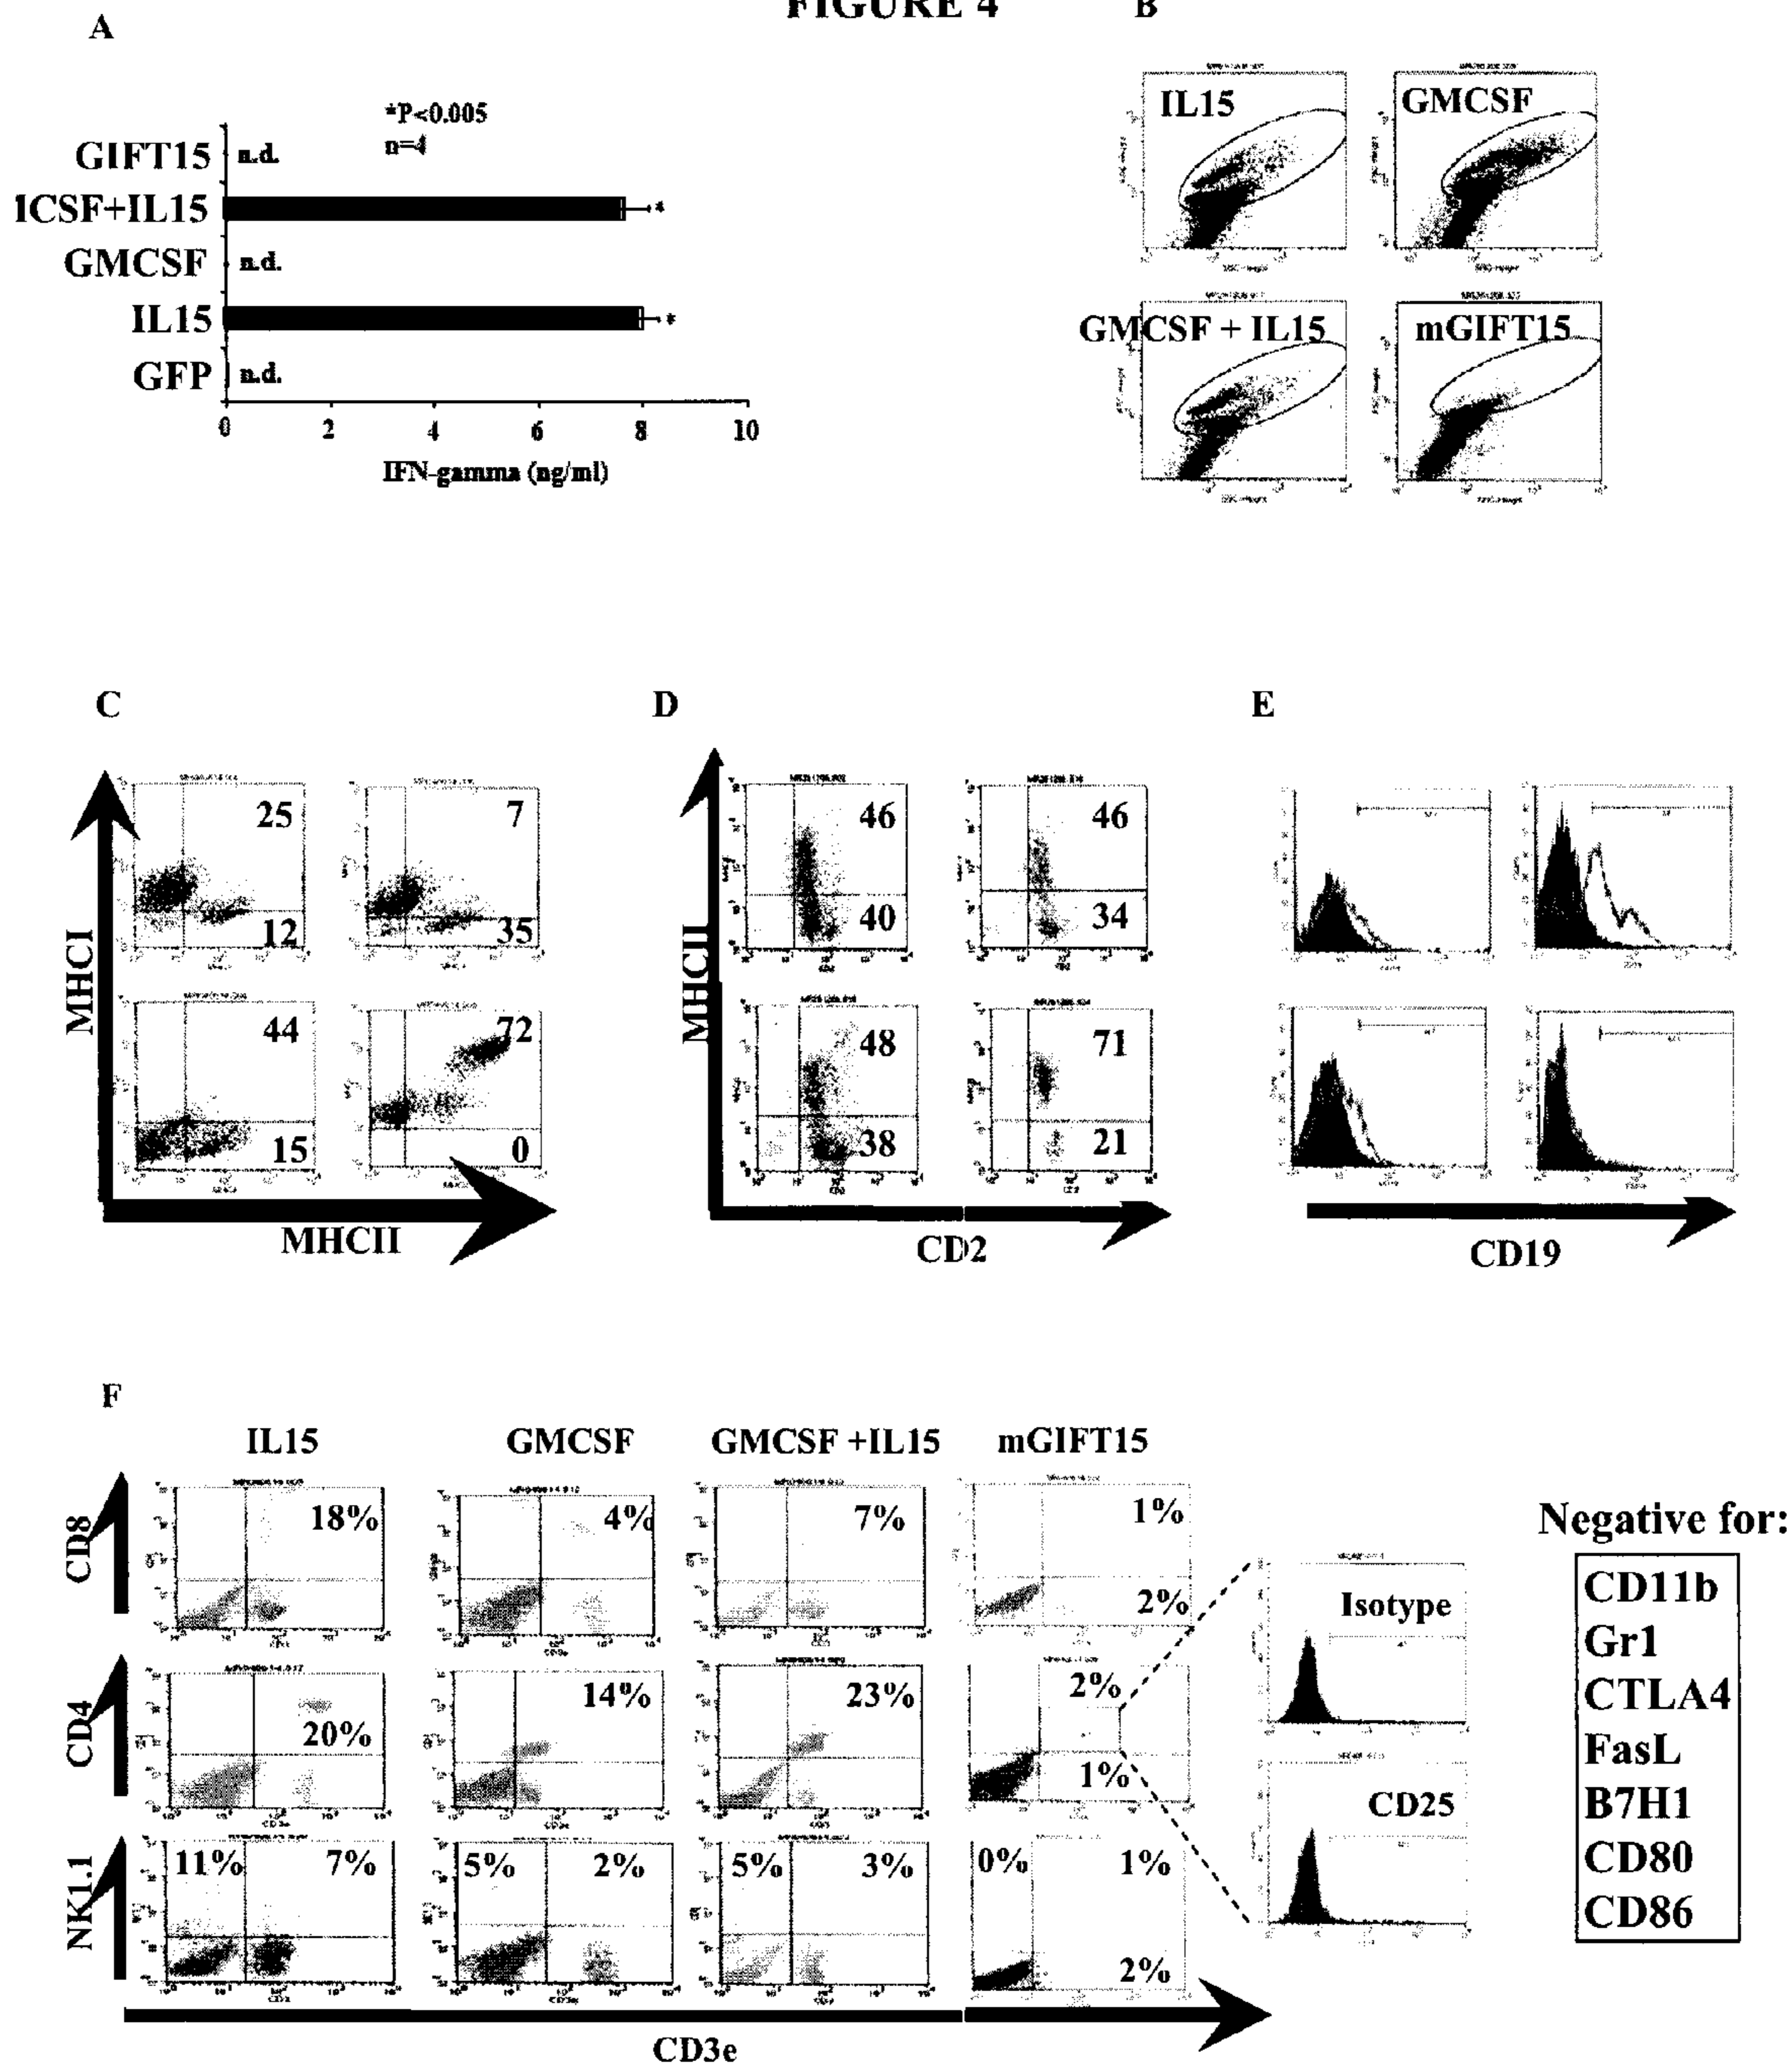 FIGURE 4
A
B
*P<0.005
n=4
GIFT15
n.d.
ICSF+IL15
*
GMCSF
n.d.
IL15
*
GFP
n.d.
0 2 4 6 8 10
IFN-gamma (ng/ml)
IL15
GMCSF
GMCSF + IL15
mGIFT15
C
D
E
MHCI
25
7
12
35
44
72
15
0
MHCII
MHCII
46
46
40
34
48
71
38
21
CD2
CD19
F
IL15
GMCSF
GMCSF +IL15
mGIFT15
CD8
18%
4%
7%
1%
2%
CD4
20%
14%
23%
2%
1%
NK1.1
11%
7%
5%
2%
5%
3%
0%
1%
2%
CD3e
Isotype
CD25
Negative for:
CD11b
Gr1
CTLA4
FasL
B7H1
CD80
CD86